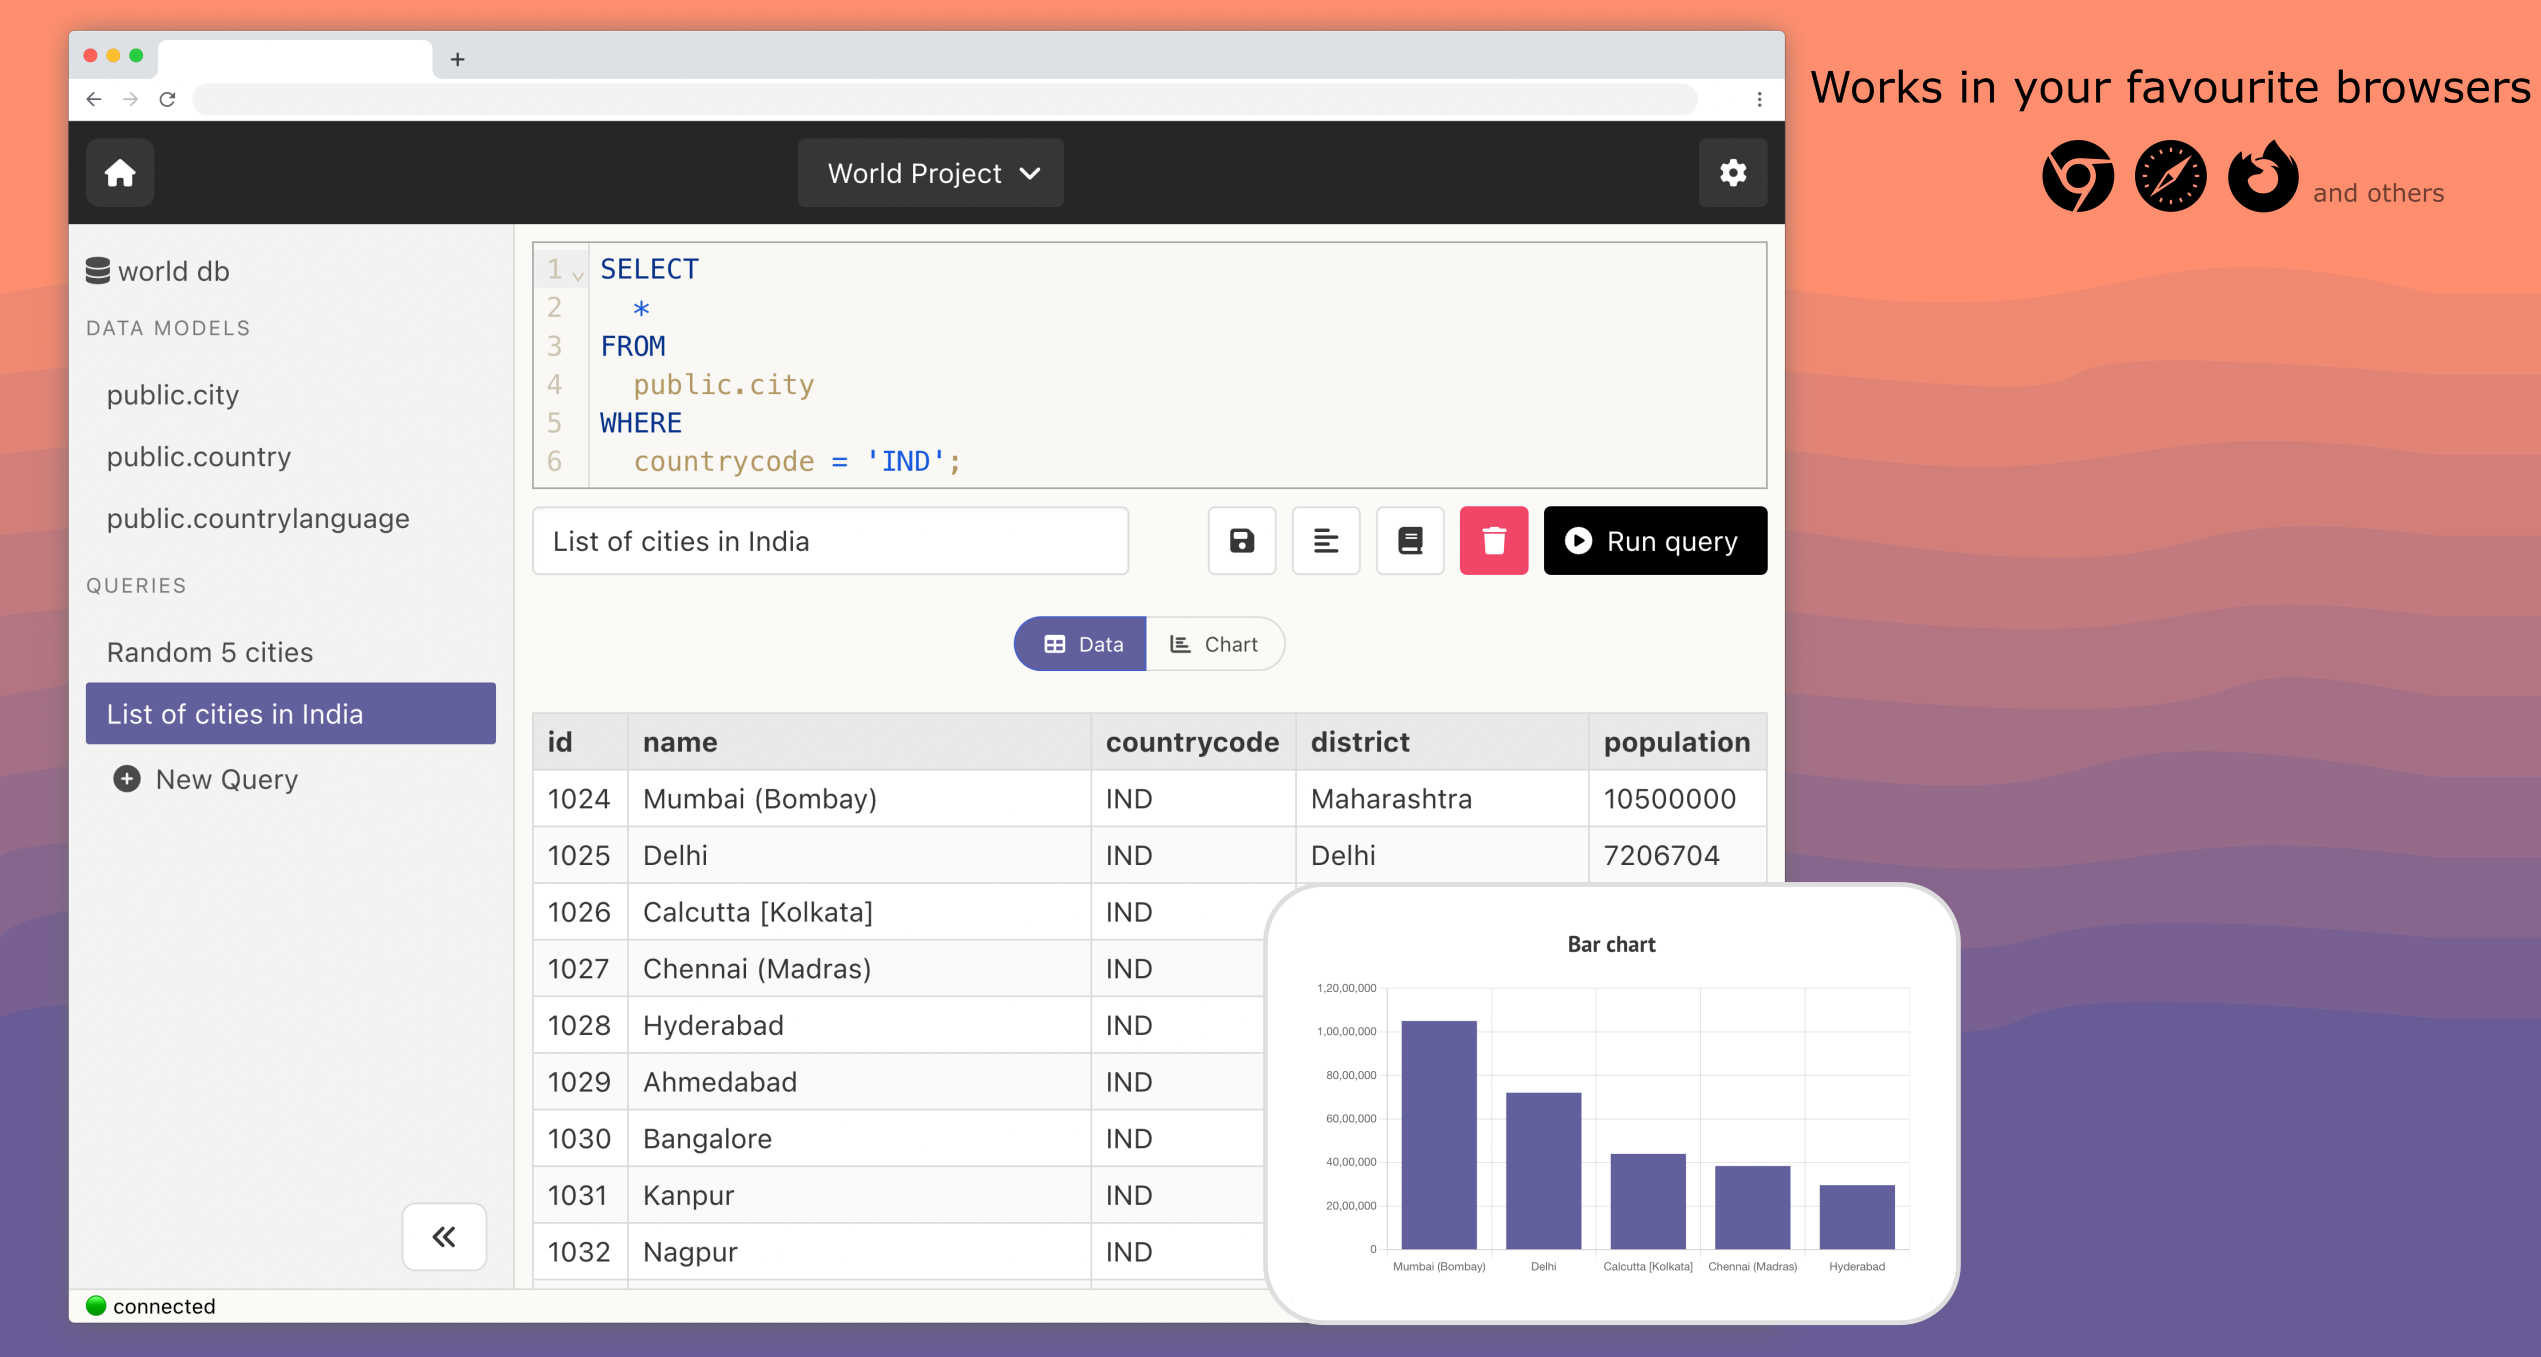 Works in your favourite browsers
and others
World Project
world db
DATA MODELS
public.city
public.country
public.countrylanguage
QUERIES
Random 5 cities
List of cities in India
New Query
connected
1 SELECT
2 *
3 FROM
4 public.city
5 WHERE
6 countrycode = 'IND';
List of cities in India
Run query
Data Chart
id name countrycode district population
1024 Mumbai (Bombay) IND Maharashtra 10500000
1025 Delhi IND Delhi 7206704
1026 Calcutta [Kolkata] IND
1027 Chennai (Madras) IND
1028 Hyderabad IND
1029 Ahmedabad IND
1030 Bangalore IND
1031 Kanpur IND
1032 Nagpur IND
Bar chart
1,20,00,000
1,00,00,000
80,00,000
60,00,000
40,00,000
20,00,000
0
Mumbai (Bombay) Delhi Calcutta [Kolkata] Chennai (Madras) Hyderabad